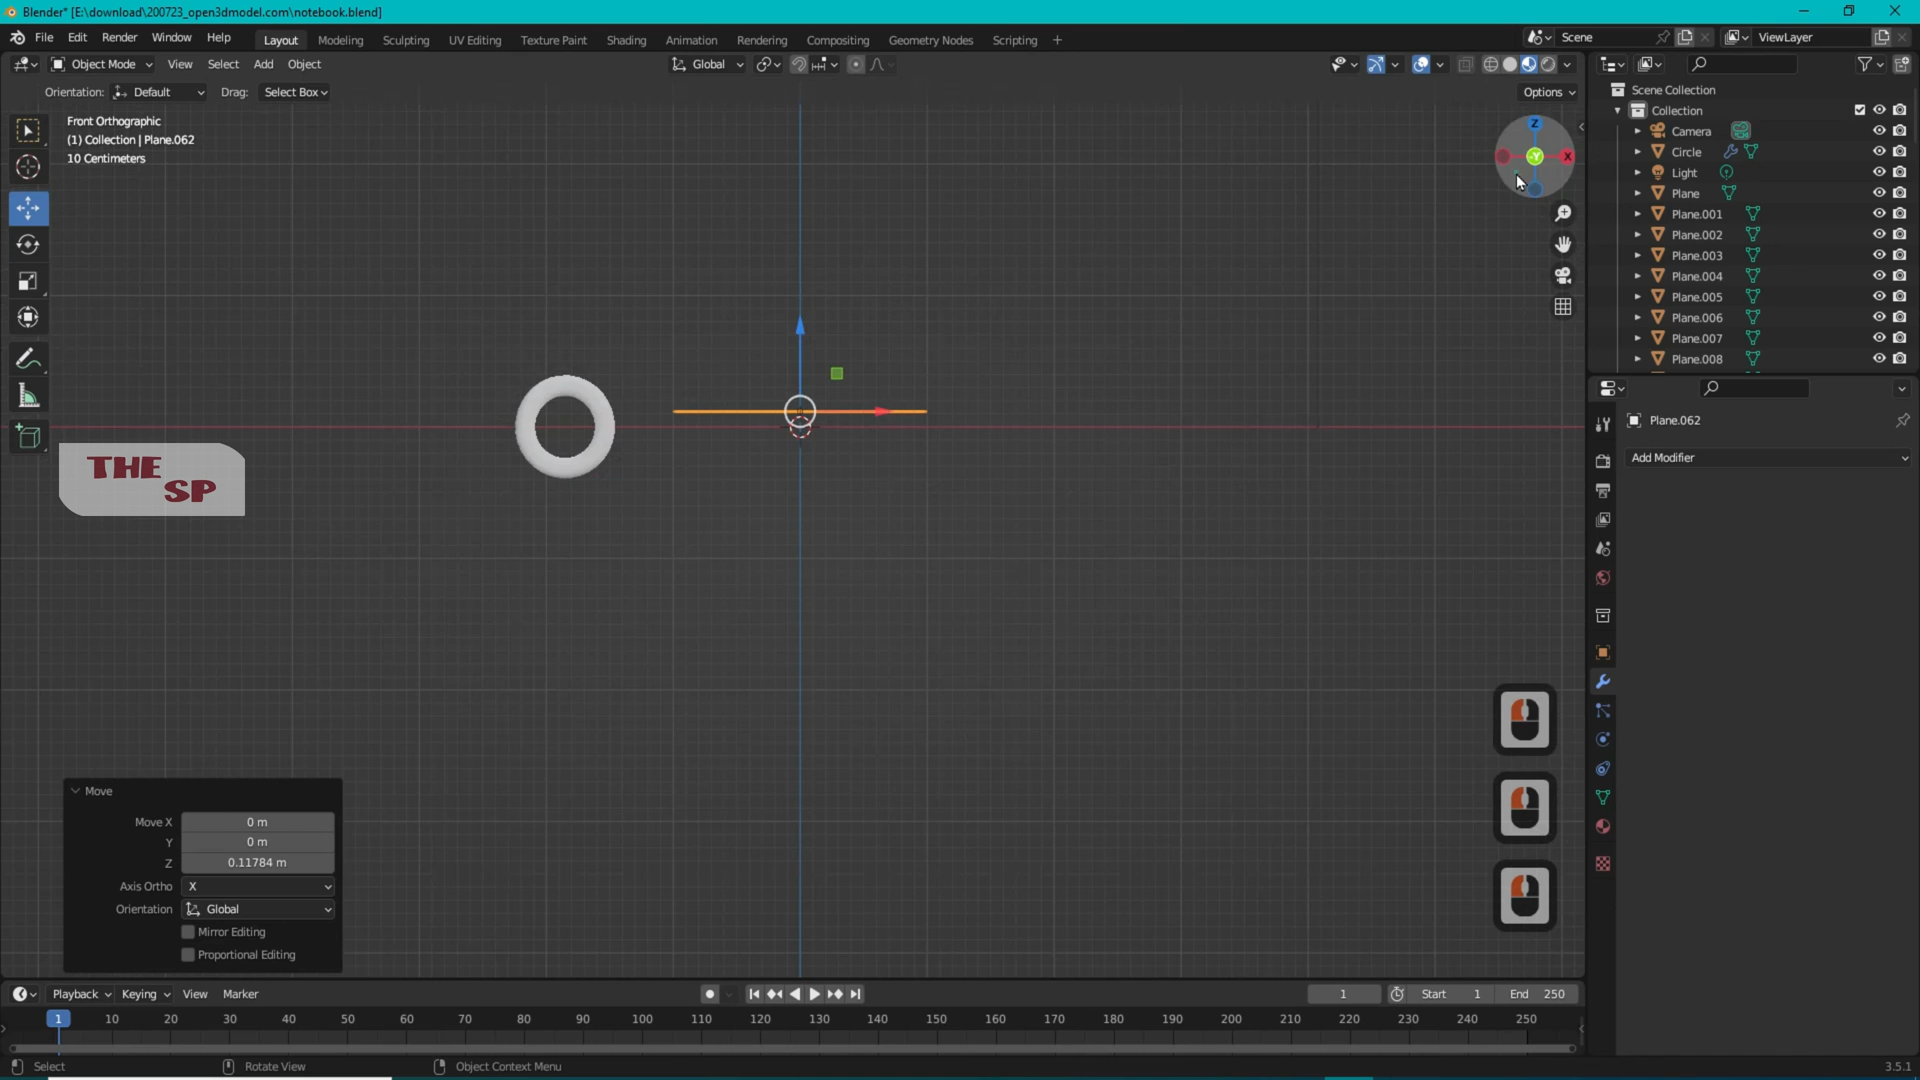 Blender* [E:\download\200723_open3dmodel.com\notebook.blend]
File Edit Render Window Help Layout Modeling Sculpting UV Editing Texture Paint Shading Animation Rendering Compositing Geometry Nodes Scripting + Scene ViewLayer
Object Mode View Select Add Object Global
Orientation: Default Drag: Select Box Options
Front Orthographic
(1) Collection | Plane.062
10 Centimeters
Z
-Y X
Scene Collection
Collection
Camera
Circle
Light
Plane
Plane.001
Plane.002
Plane.003
Plane.004
Plane.005
Plane.006
Plane.007
Plane.008
Plane.062
Add Modifier
THE
SP
Move
Move X 0 m
Y 0 m
Z 0.11784 m
Axis Ortho X
Orientation Global
Mirror Editing
Proportional Editing
Playback Keying View Marker 1 Start 1 End 250
1 10 20 30 40 50 60 70 80 90 100 110 120 130 140 150 160 170 180 190 200 210 220 230 240 250
Select Rotate View Object Context Menu 3.5.1